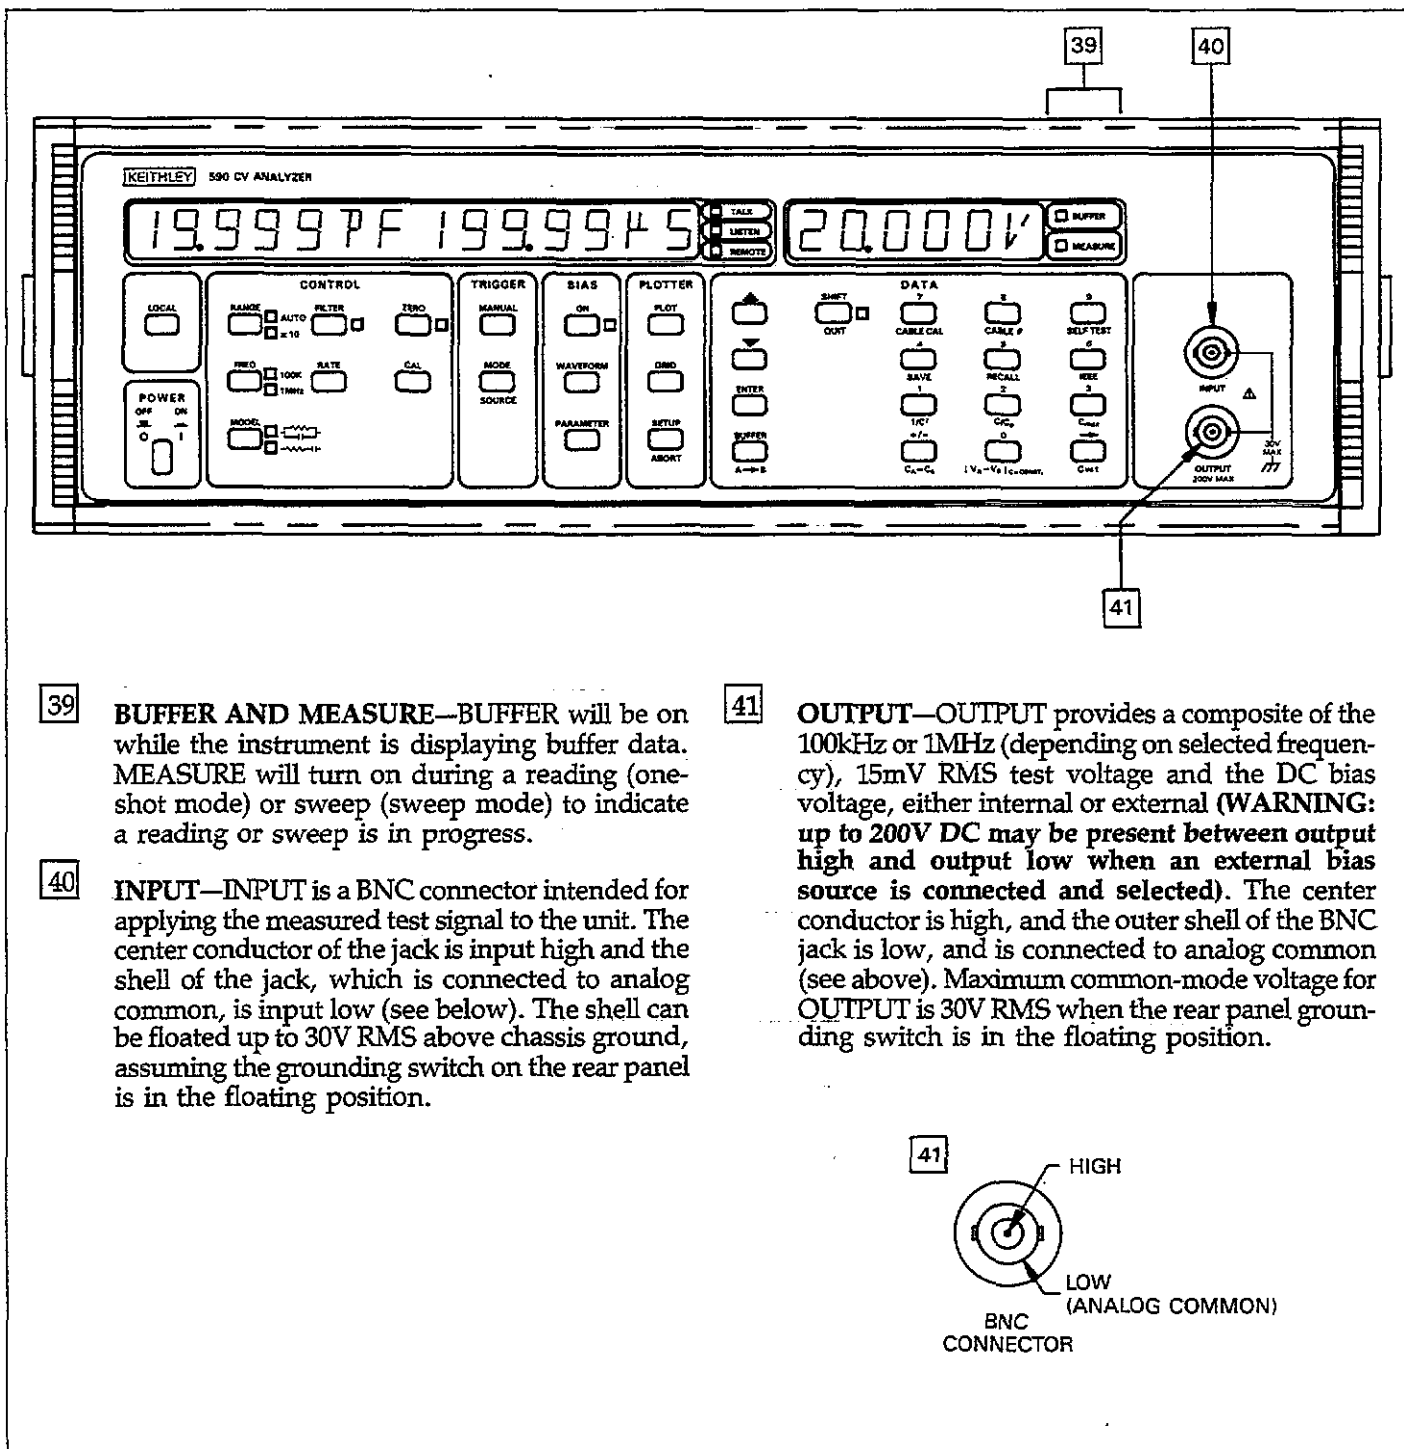 39
40
KEITHLEY 590 CV ANALYZER
19.999PF 199.99µS
TALK
LISTEN
REMOTE
20.000V
BUFFER
MEASURE
LOCAL
POWER
OFF ON
O I
CONTROL
RANGE AUTO FILTER ZERO
x10
FREQ 100K RATE CAL
1MHz
MODEL
TRIGGER
MANUAL
MODE
SOURCE
BIAS
ON
WAVEFORM
PARAMETER
PLOTTER
PLOT
GRID
SETUP
ABORT
DATA
SHIFT 7 8 9
QUIT CABLE CAL CABLE # SELF TEST
4 5 6
SAVE RECALL IEEE
ENTER 1 2 3
1/C² C/Co Cmax
BUFFER +/- 0
A→B CA-CB [VA-VB]C=CONST. C vs t
INPUT
30V
MAX
OUTPUT
200V MAX
41
39 BUFFER AND MEASURE—BUFFER will be on
while the instrument is displaying buffer data.
MEASURE will turn on during a reading (one-
shot mode) or sweep (sweep mode) to indicate
a reading or sweep is in progress.
40 INPUT—INPUT is a BNC connector intended for
applying the measured test signal to the unit. The
center conductor of the jack is input high and the
shell of the jack, which is connected to analog
common, is input low (see below). The shell can
be floated up to 30V RMS above chassis ground,
assuming the grounding switch on the rear panel
is in the floating position.
41 OUTPUT—OUTPUT provides a composite of the
100kHz or 1MHz (depending on selected frequen-
cy), 15mV RMS test voltage and the DC bias
voltage, either internal or external (WARNING:
up to 200V DC may be present between output
high and output low when an external bias
source is connected and selected). The center
conductor is high, and the outer shell of the BNC
jack is low, and is connected to analog common
(see above). Maximum common-mode voltage for
OUTPUT is 30V RMS when the rear panel groun-
ding switch is in the floating position.
41
HIGH
LOW
(ANALOG COMMON)
BNC
CONNECTOR